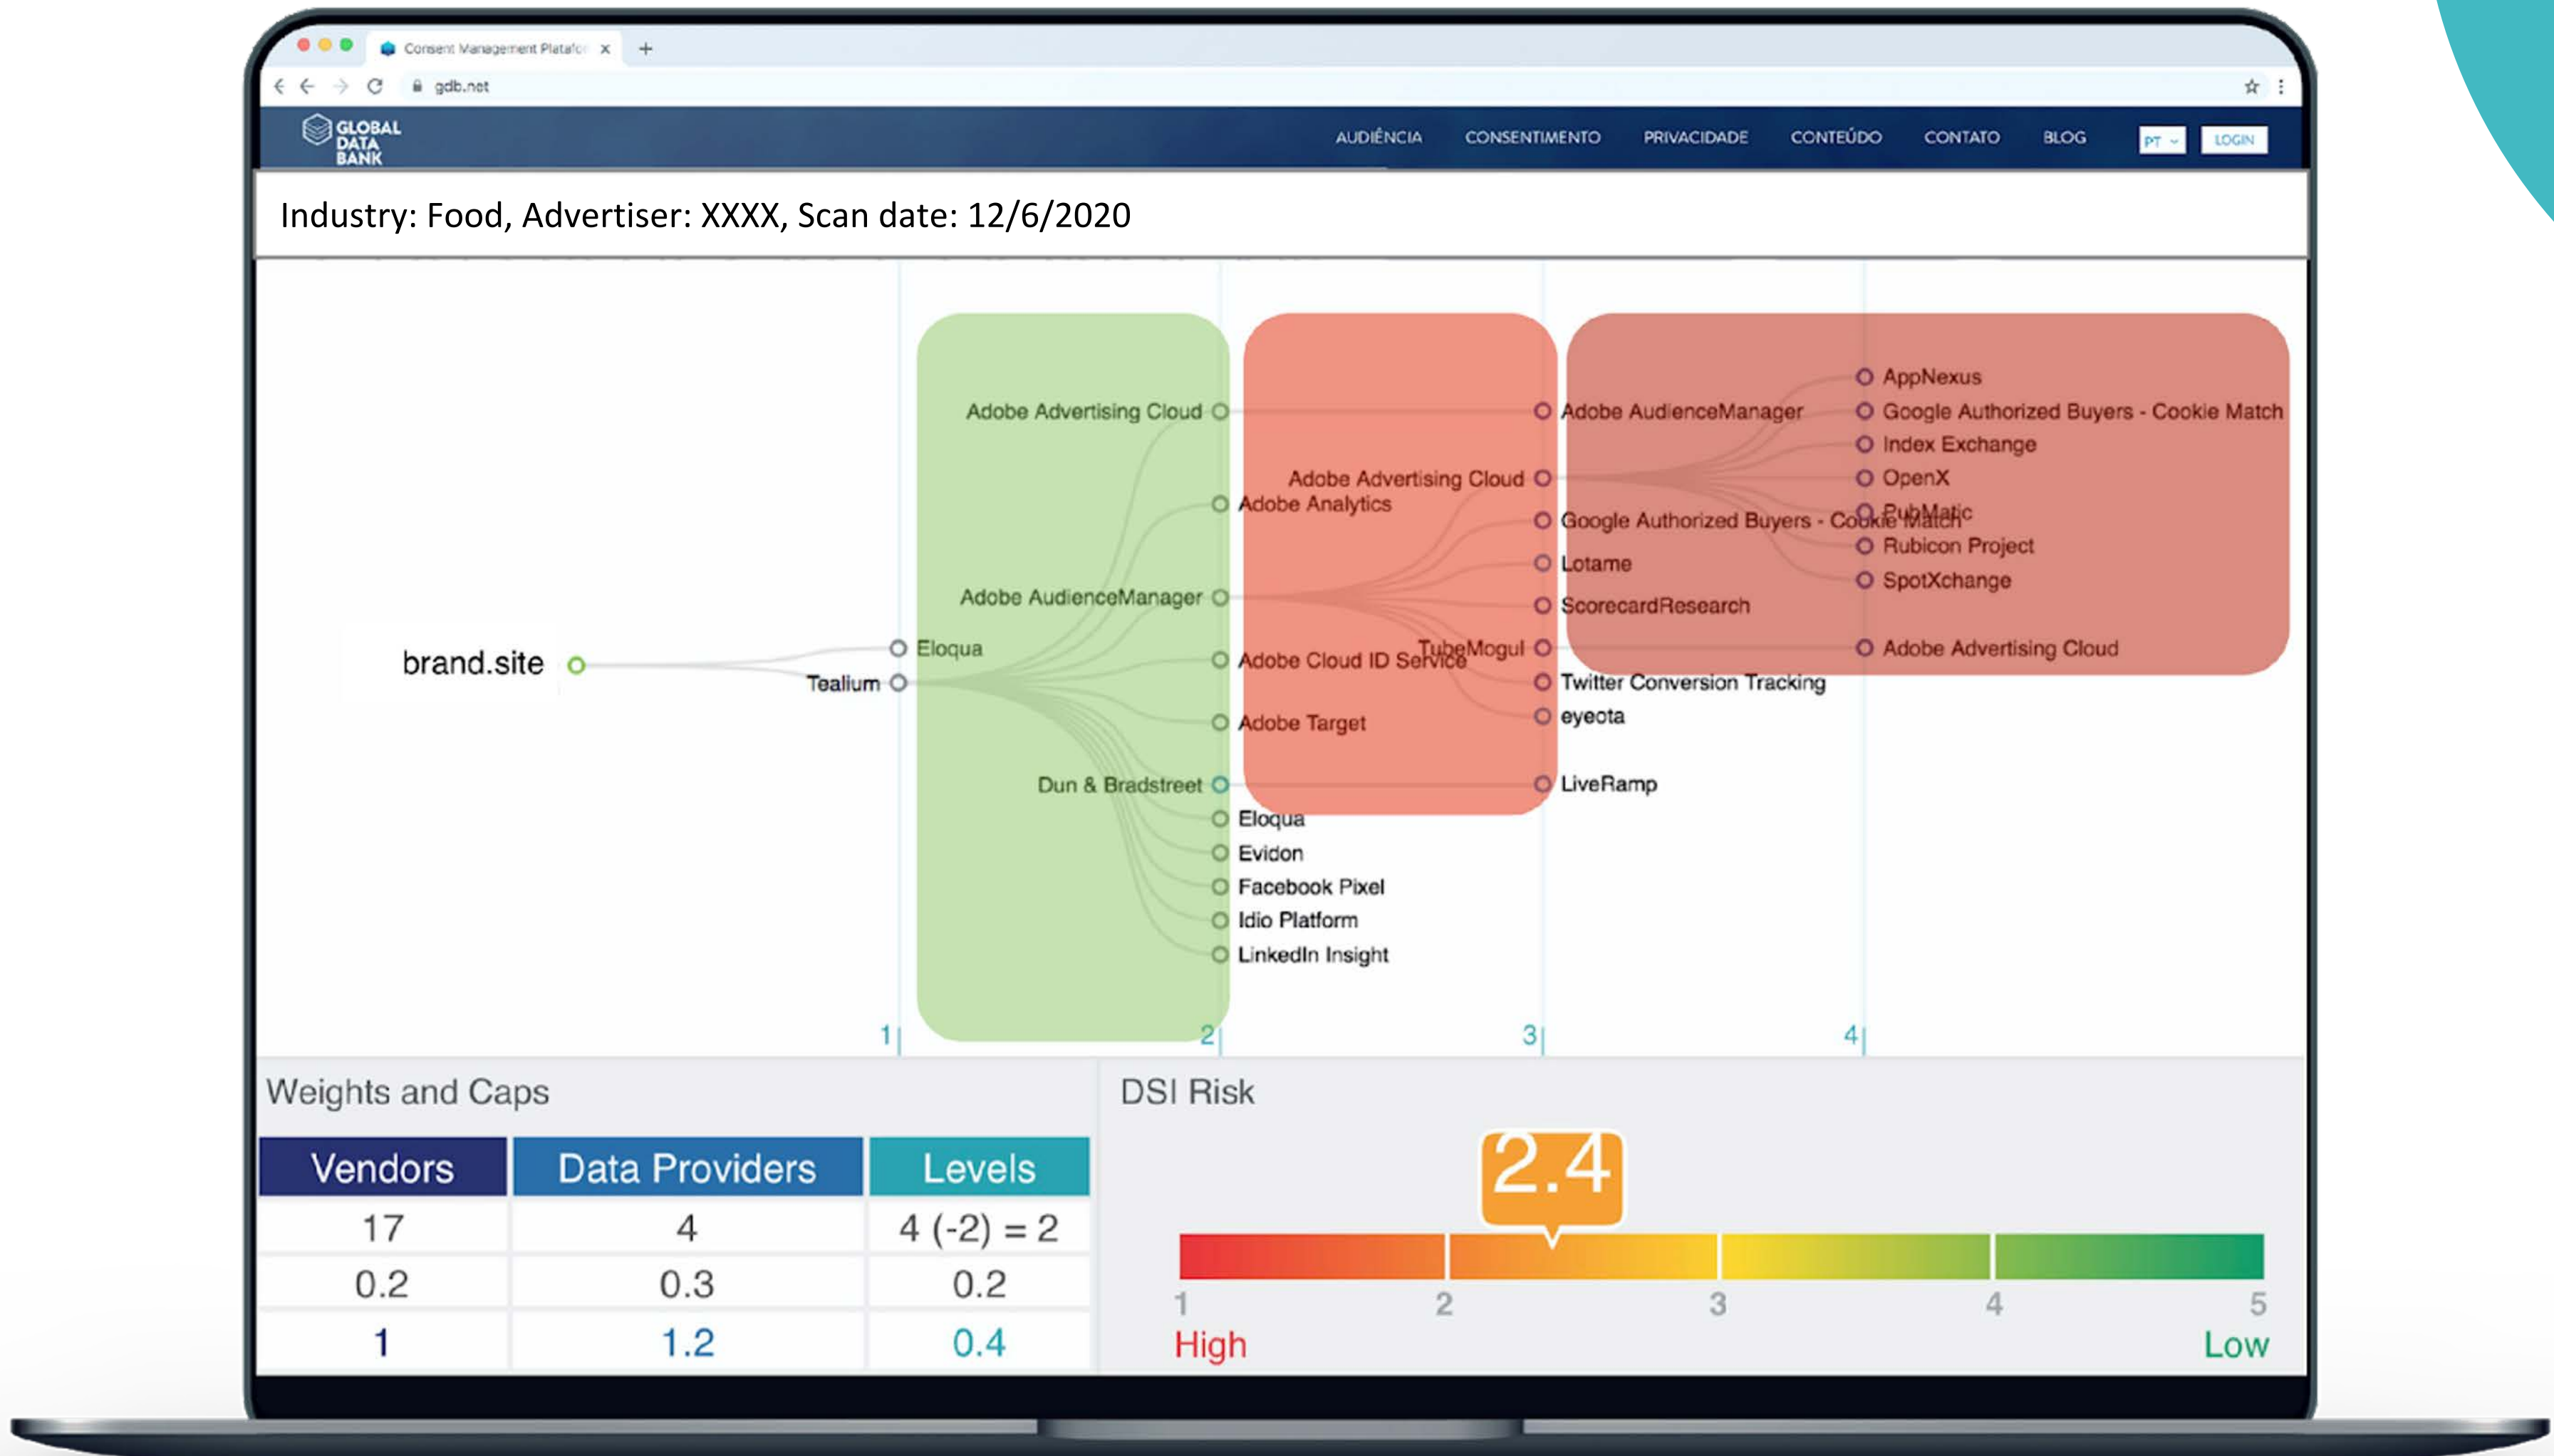 Consent Management Platafor
gdb.net
GLOBAL
DATA
BANK
AUDIÊNCIA CONSENTIMENTO PRIVACIDADE CONTEÚDO CONTATO BLOG PT LOGIN
Industry: Food, Advertiser: XXXX, Scan date: 12/6/2020
brand.site
Eloqua
Tealium
Adobe Advertising Cloud
Adobe Analytics
Adobe AudienceManager
Adobe Cloud ID Service
Adobe Target
Dun & Bradstreet
Eloqua
Evidon
Facebook Pixel
Idio Platform
LinkedIn Insight
Adobe AudienceManager
Adobe Advertising Cloud
Google Authorized Buyers - Cookie Match
Lotame
ScorecardResearch
TubeMogul
Twitter Conversion Tracking
eyeota
LiveRamp
AppNexus
Google Authorized Buyers - Cookie Match
Index Exchange
OpenX
PubMatic
Rubicon Project
SpotXchange
Adobe Advertising Cloud
1 2 3 4
Weights and Caps
Vendors Data Providers Levels
17 4 4 (-2) = 2
0.2 0.3 0.2
1 1.2 0.4
DSI Risk
2.4
1 2 3 4 5
High Low